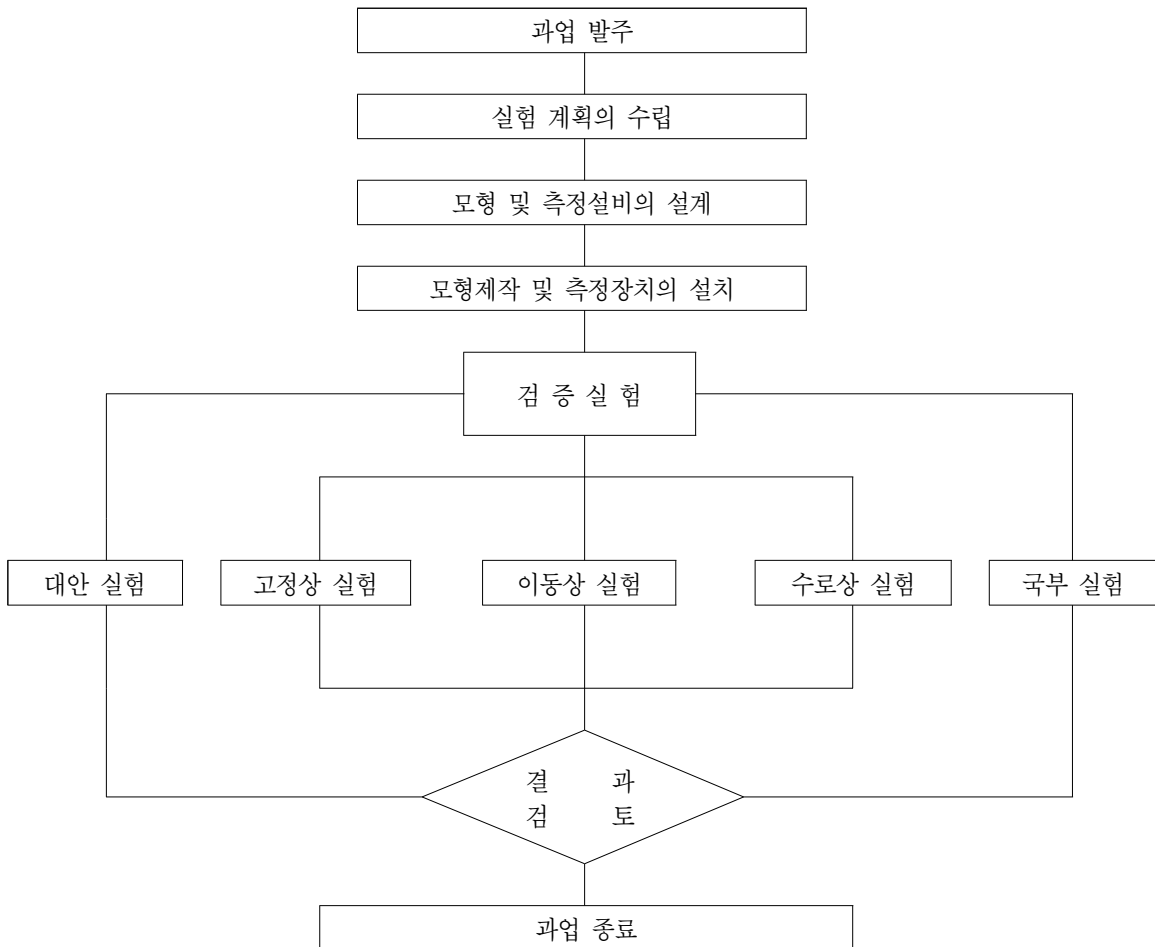 과업 발주
실험 계획의 수립
모형 및 측정설비의 설계
모형제작 및 측정장치의 설치
검 증 실 험
대안 실험
고정상 실험
이동상 실험
수로상 실험
국부 실험
결 과
검 토
과업 종료